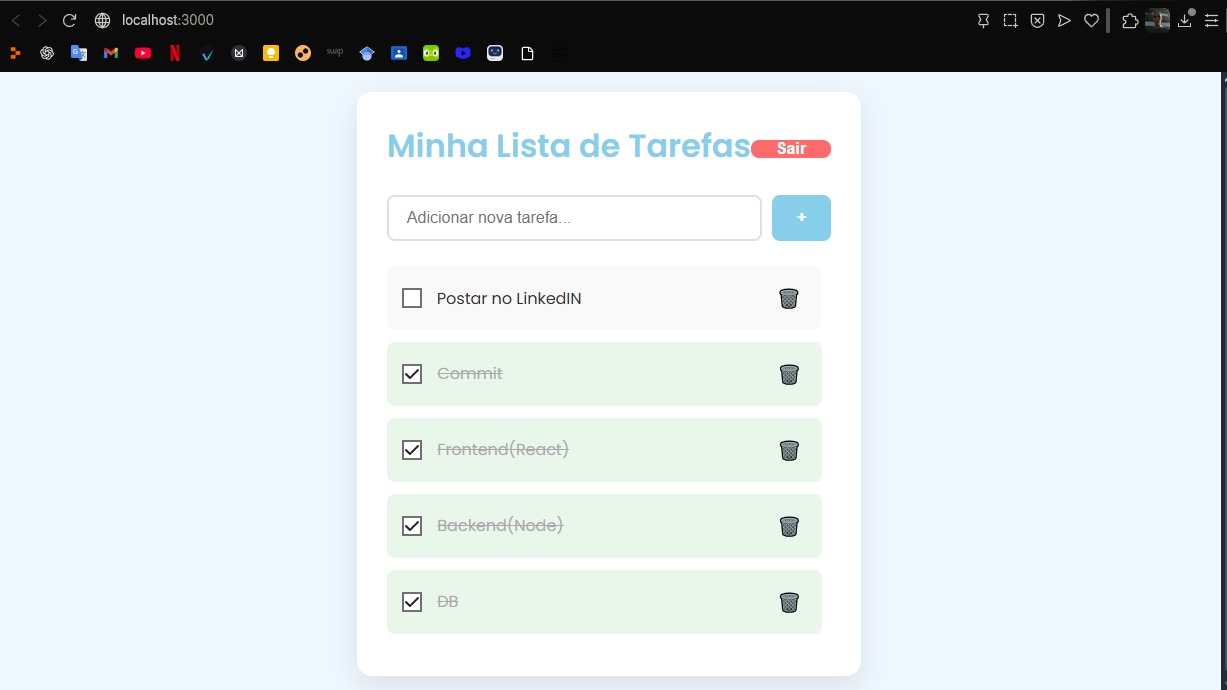 localhost:3000
suap
Minha Lista de Tarefas
Sair
Adicionar nova tarefa...
+
Postar no LinkedIN
Commit
Frontend(React)
Backend(Node)
DB